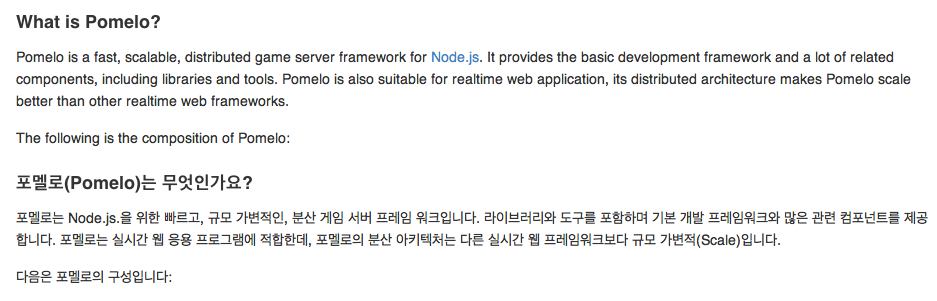 What is Pomelo?
Pomelo is a fast, scalable, distributed game server framework for Node.js. It provides the basic development framework and a lot of related
components, including libraries and tools. Pomelo is also suitable for realtime web application, its distributed architecture makes Pomelo scale
better than other realtime web frameworks.
The following is the composition of Pomelo:
포멜로(Pomelo)는 무엇인가요?
포멜로는 Node.js.을 위한 빠르고, 규모 가변적인, 분산 게임 서버 프레임 워크입니다. 라이브러리와 도구를 포함하며 기본 개발 프레임워크와 많은 관련 컴포넌트를 제공
합니다. 포멜로는 실시간 웹 응용 프로그램에 적합한데, 포멜로의 분산 아키텍처는 다른 실시간 웹 프레임워크보다 규모 가변적(Scale)입니다.
다음은 포멜로의 구성입니다: